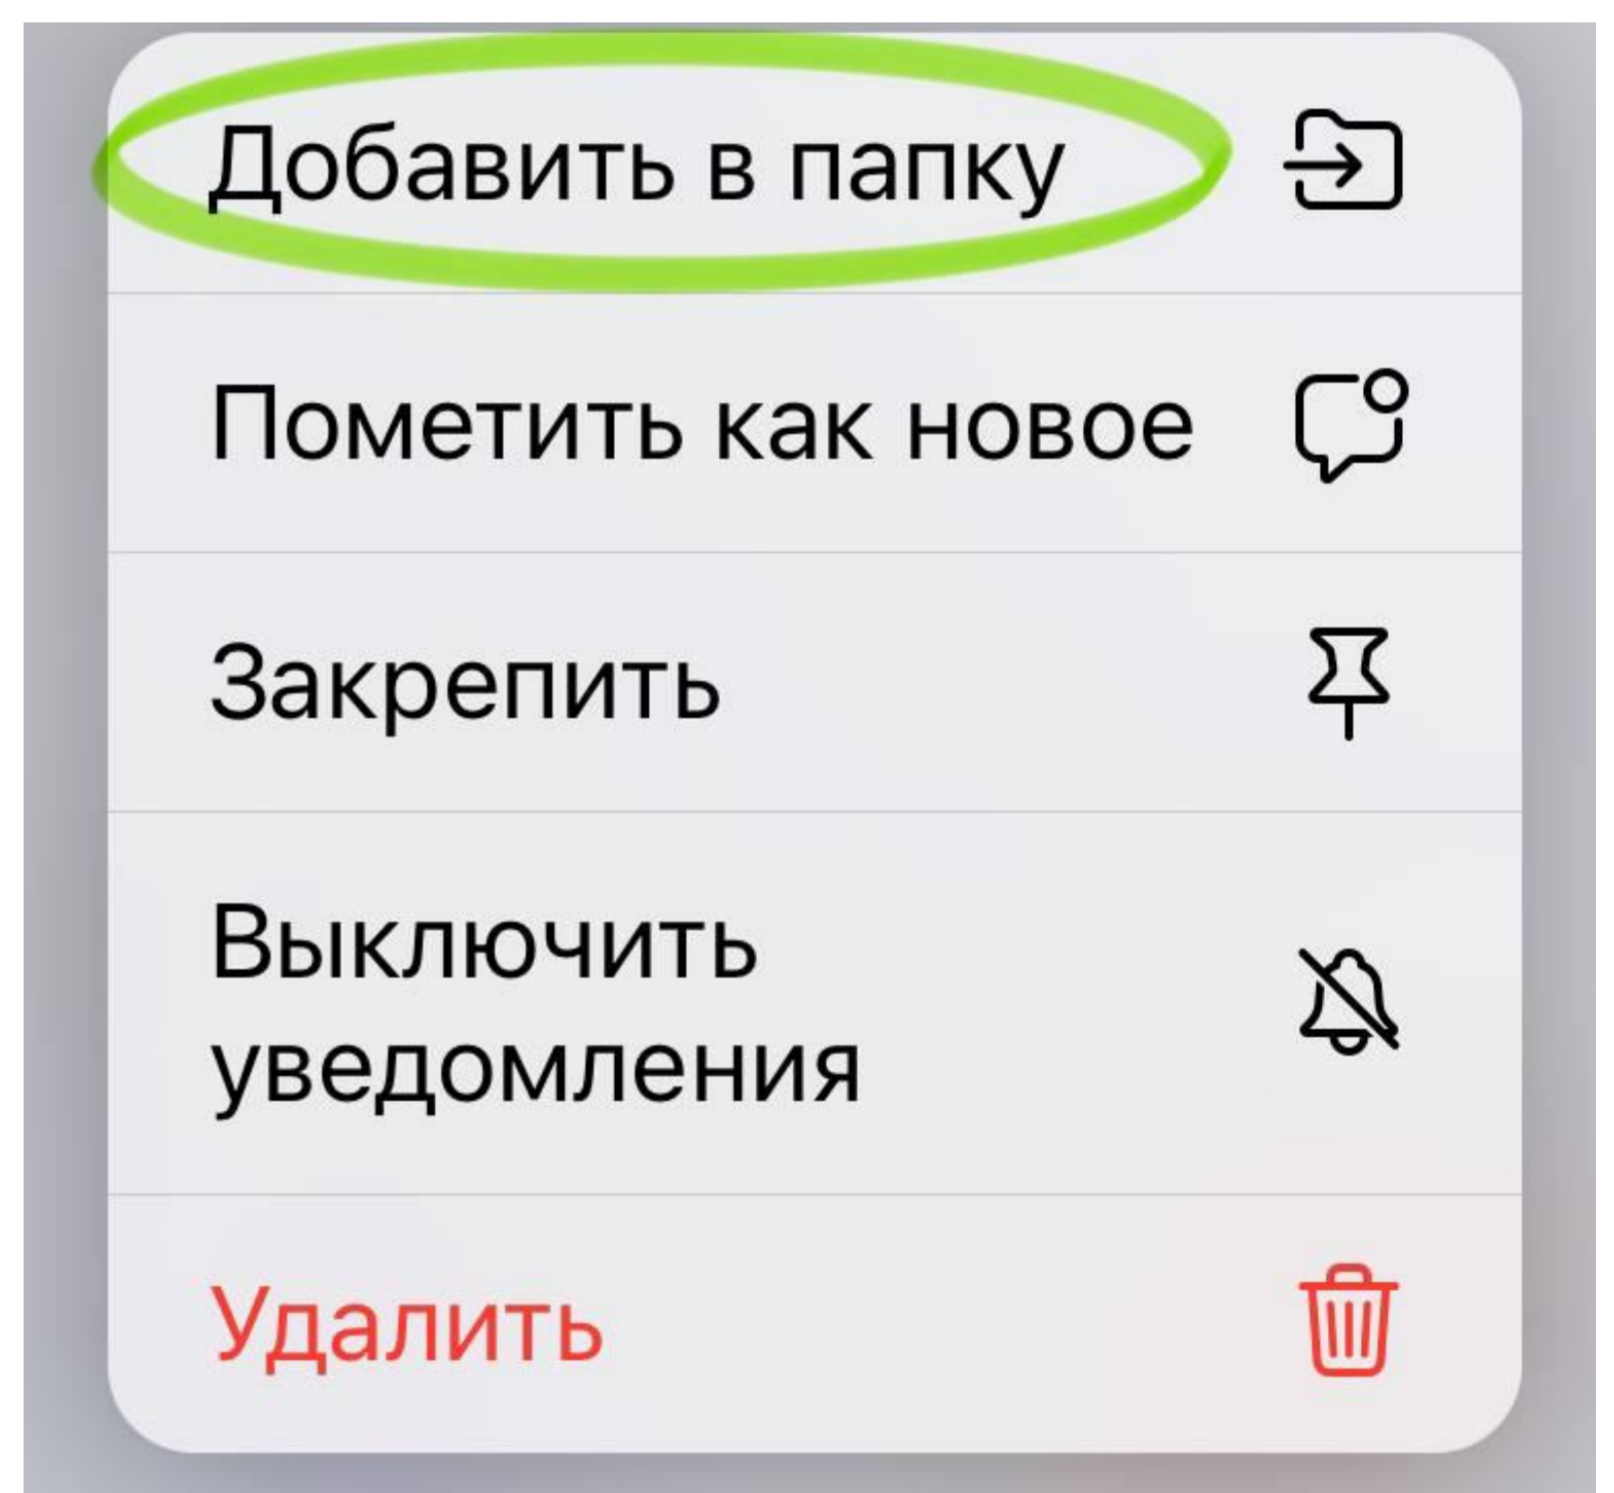 Добавить в папку
Пометить как новое
Закрепить
Выключить
уведомления
Удалить